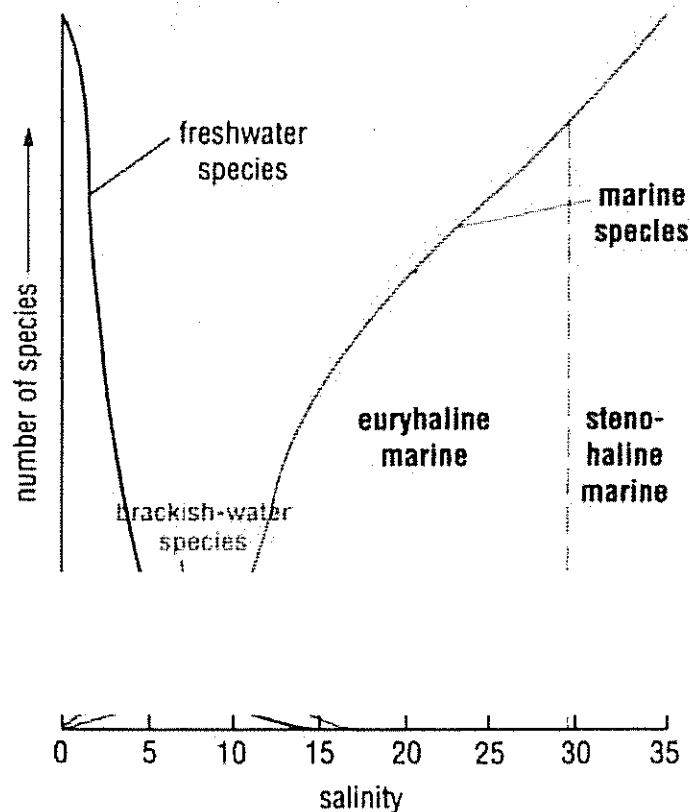 freshwater
species
marine
species
number of species
euryhaline
marine
steno-
haline
marine
brackish-water
species
0 5 10 15 20 25 30 35
salinity